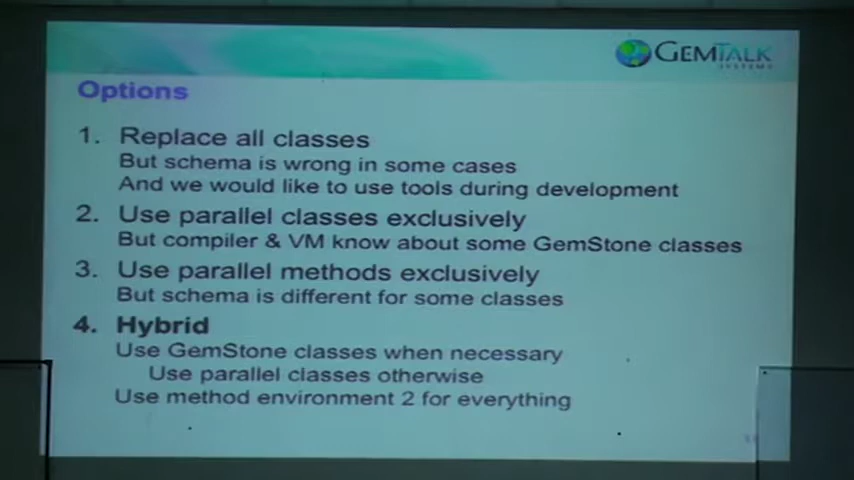 GEMTALK
SYSTEMS
Options
1. Replace all classes
But schema is wrong in some cases
And we would like to use tools during development
2. Use parallel classes exclusively
But compiler & VM know about some GemStone classes
3. Use parallel methods exclusively
But schema is different for some classes
4. Hybrid
Use GemStone classes when necessary
Use parallel classes otherwise
Use method environment 2 for everything